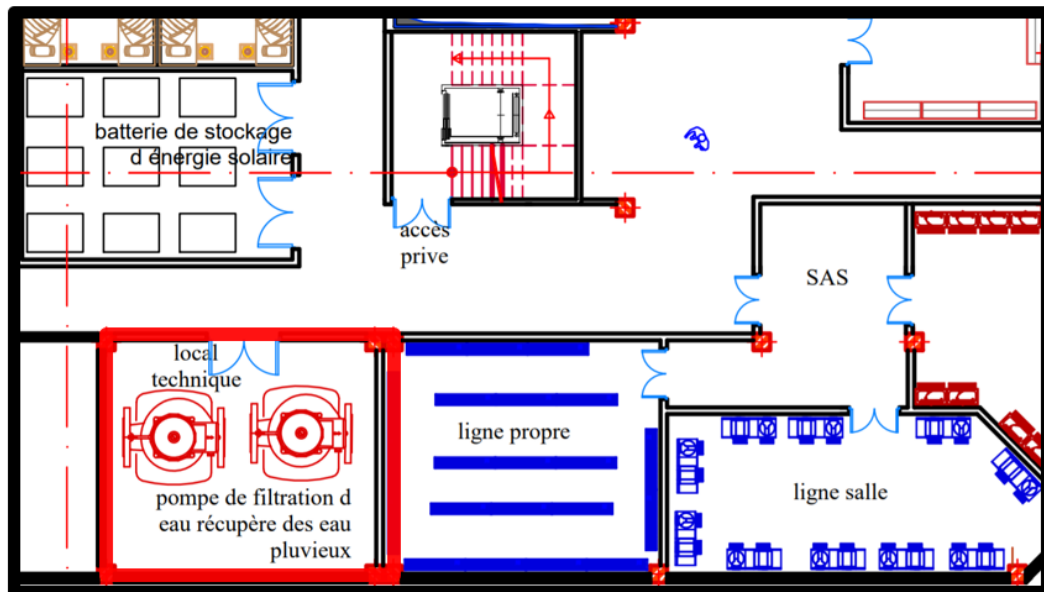 batterie de stockage
d énergie solaire
accès
prive
SAS
local
technique
ligne propre
ligne salle
pompe de filtration d
eau récupère des eau
pluvieux